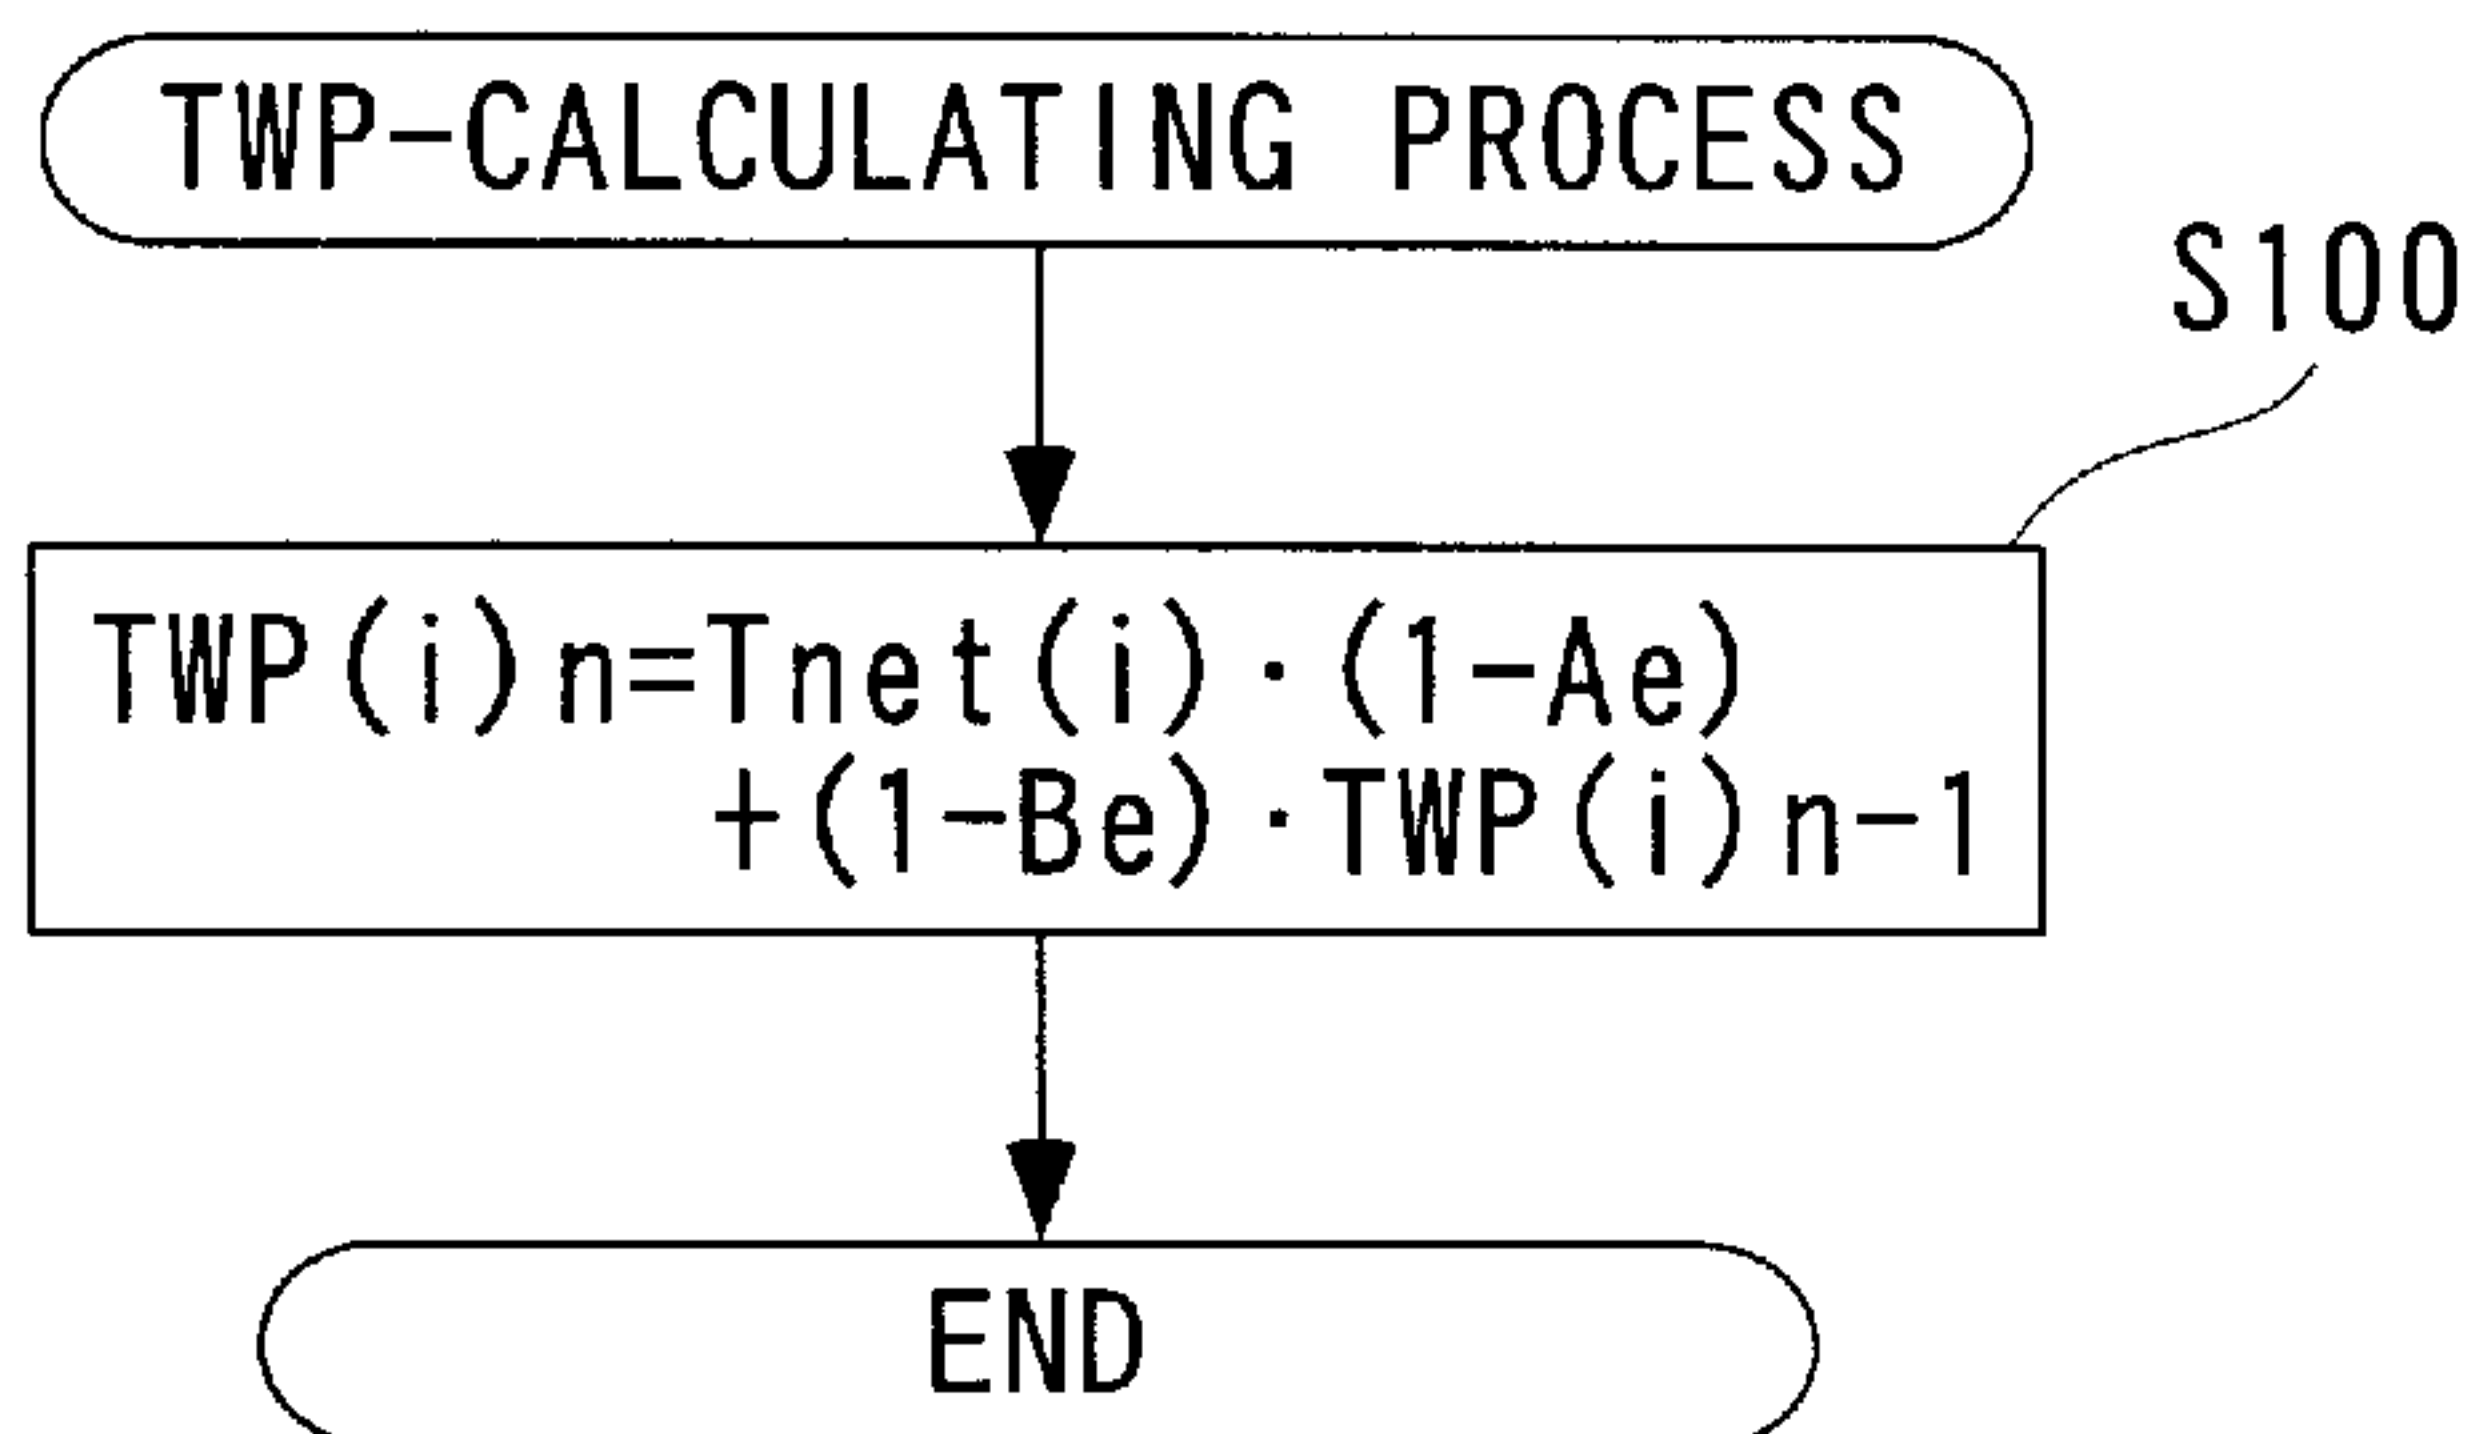 TWP-CALCULATING PROCESS
S100
TWP(i)n=Tnet(i)·(1-Ae)
+(1-Be)·TWP(i)n-1
END